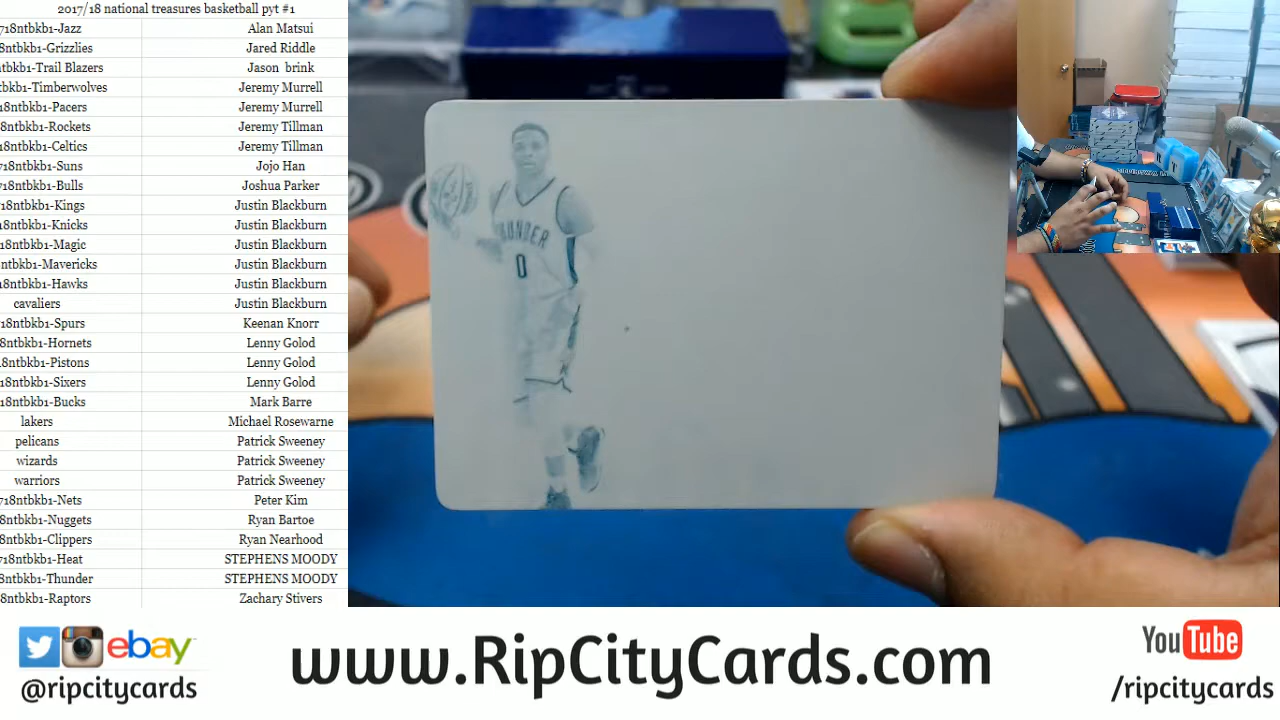 2017/18 national treasures basketball pyt #1
718ntbkb1-Jazz Alan Matsui
8ntbkb1-Grizzlies Jared Riddle
tbkb1-Trail Blazers Jason brink
tbkb1-Timberwolves Jeremy Murrell
18ntbkb1-Pacers Jeremy Murrell
8ntbkb1-Rockets Jeremy Tillman
8ntbkb1-Celtics Jeremy Tillman
718ntbkb1-Suns Jojo Han
718ntbkb1-Bulls Joshua Parker
18ntbkb1-Kings Justin Blackburn
8ntbkb1-Knicks Justin Blackburn
18ntbkb1-Magic Justin Blackburn
ntbkb1-Mavericks Justin Blackburn
18ntbkb1-Hawks Justin Blackburn
cavaliers Justin Blackburn
18ntbkb1-Spurs Keenan Knorr
8ntbkb1-Hornets Lenny Golod
.8ntbkb1-Pistons Lenny Golod
18ntbkb1-Sixers Lenny Golod
18ntbkb1-Bucks Mark Barre
lakers Michael Rosewarne
pelicans Patrick Sweeney
wizards Patrick Sweeney
warriors Patrick Sweeney
718ntbkb1-Nets Peter Kim
8ntbkb1-Nuggets Ryan Bartoe
8ntbkb1-Clippers Ryan Nearhood
718ntbkb1-Heat STEPHENS MOODY
8ntbkb1-Thunder STEPHENS MOODY
8ntbkb1-Raptors Zachary Stivers
THUNDER
0
ebay
@ripcitycards
www.RipCityCards.com
YouTube
/ripcitycards